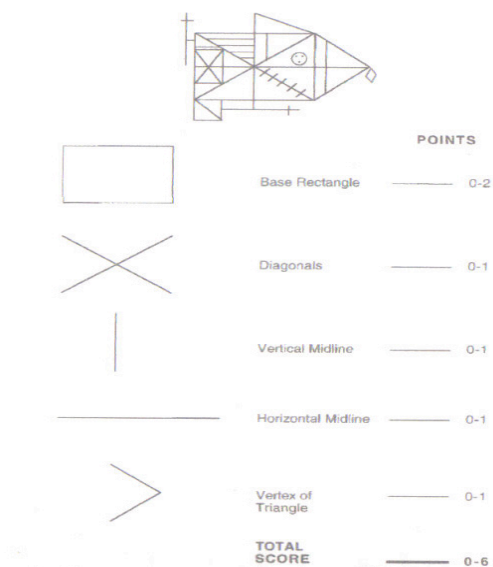 POINTS
Base Rectangle 0-2
Diagonals 0-1
Vertical Midline 0-1
Horizontal Midline 0-1
Vertex of
Triangle 0-1
TOTAL
SCORE 0-6